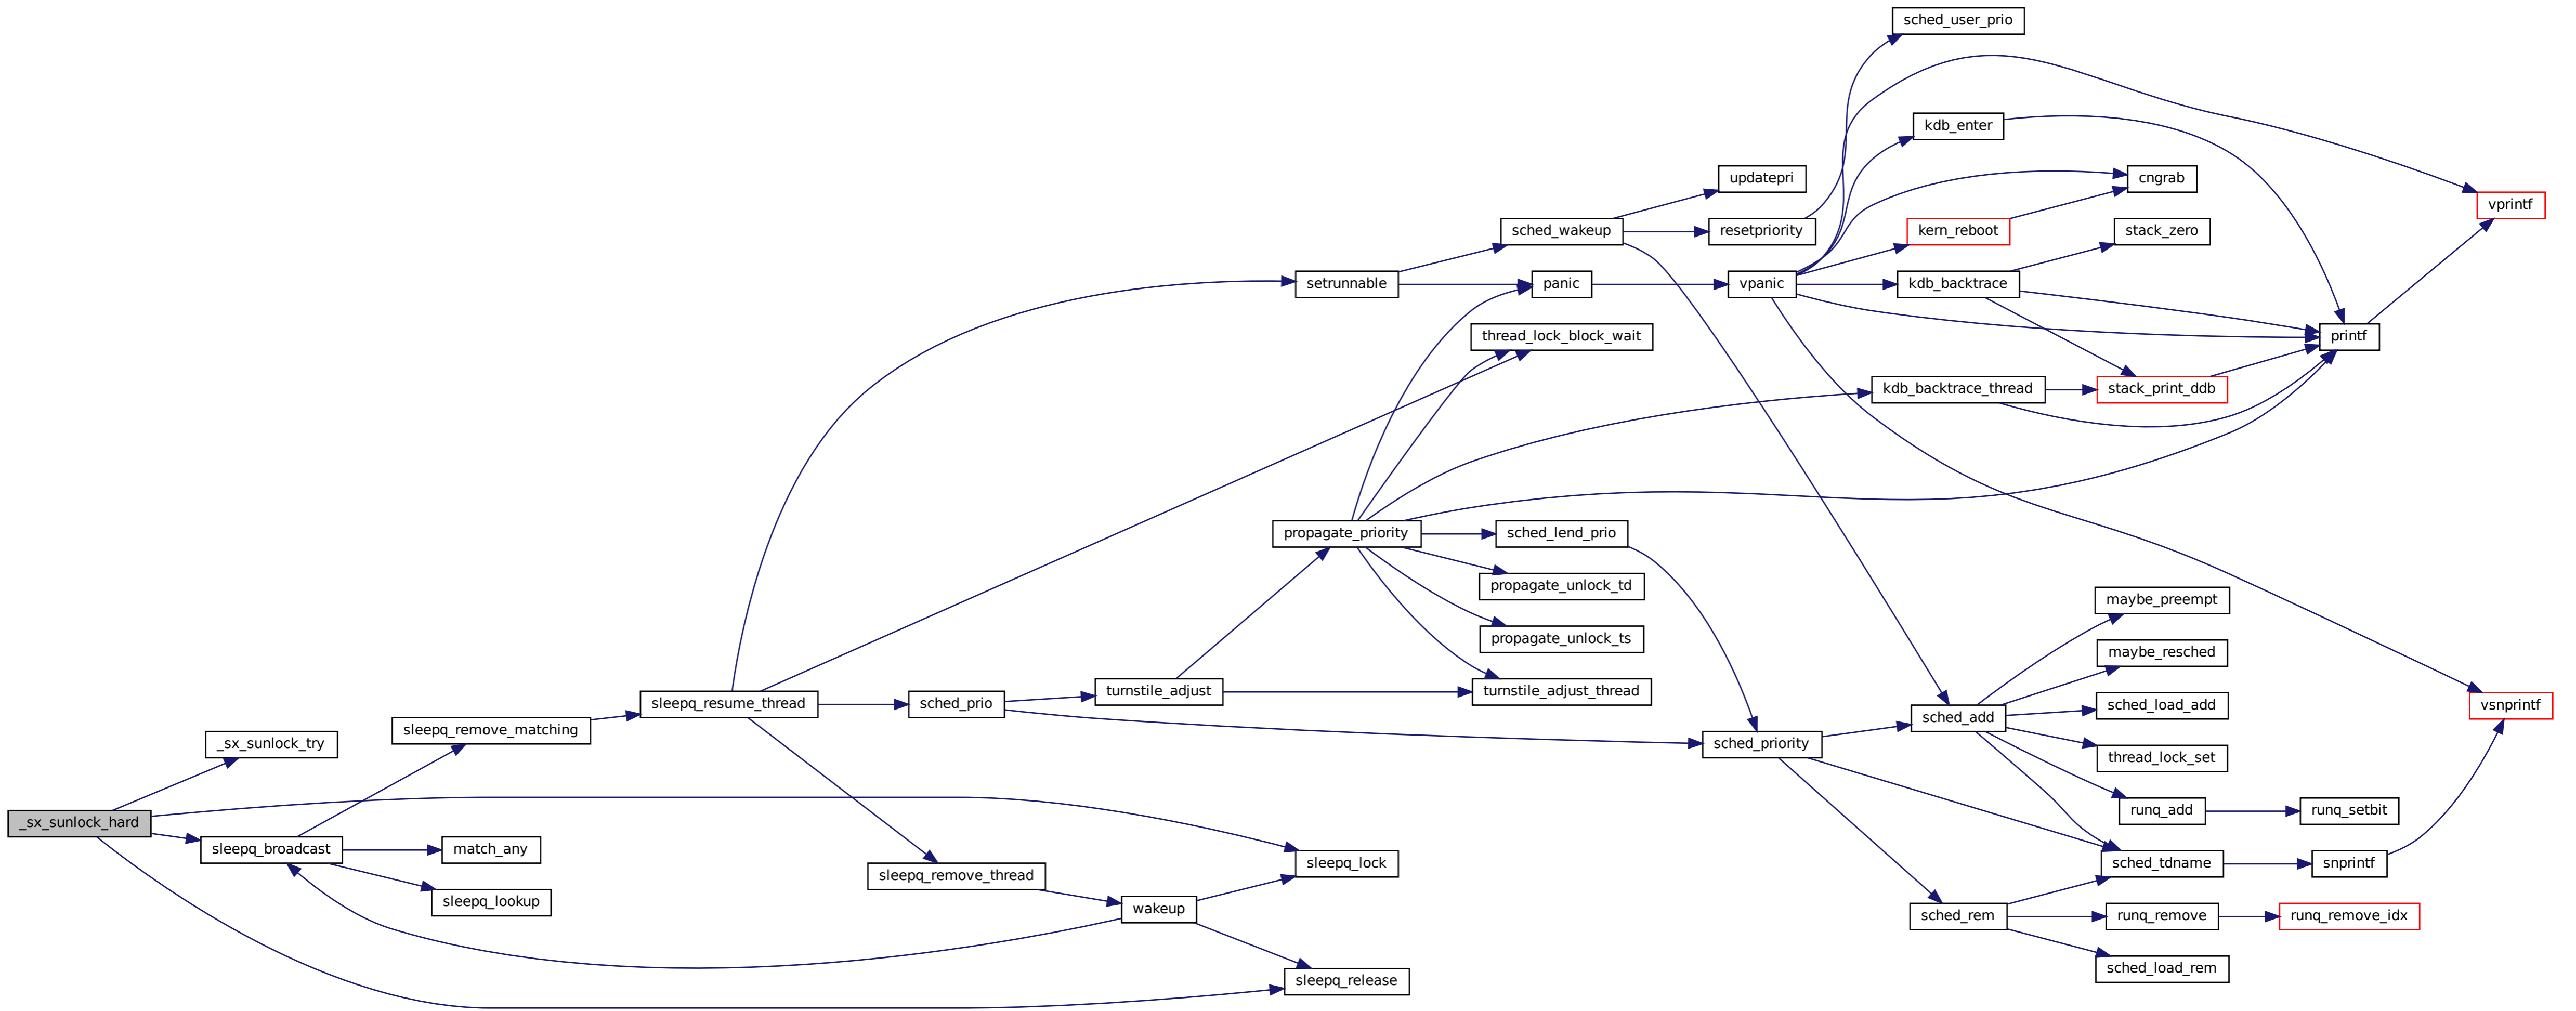 sched_user_prio
kdb_enter
updatepri
cngrab
vprintf
sched_wakeup
resetpriority
kern_reboot
stack_zero
setrunnable
panic
vpanic
kdb_backtrace
thread_lock_block_wait
printf
kdb_backtrace_thread
stack_print_ddb
propagate_priority
sched_lend_prio
propagate_unlock_td
maybe_preempt
propagate_unlock_ts
maybe_resched
turnstile_adjust
turnstile_adjust_thread
sleepq_resume_thread
sched_prio
sched_load_add
vsnprintf
sched_add
sleepq_remove_matching
_sx_sunlock_try
sched_priority
thread_lock_set
runq_add
runq_setbit
_sx_sunlock_hard
sleepq_broadcast
match_any
sleepq_lock
sched_tdname
snprintf
sleepq_remove_thread
sleepq_lookup
wakeup
sched_rem
runq_remove
runq_remove_idx
sched_load_rem
sleepq_release